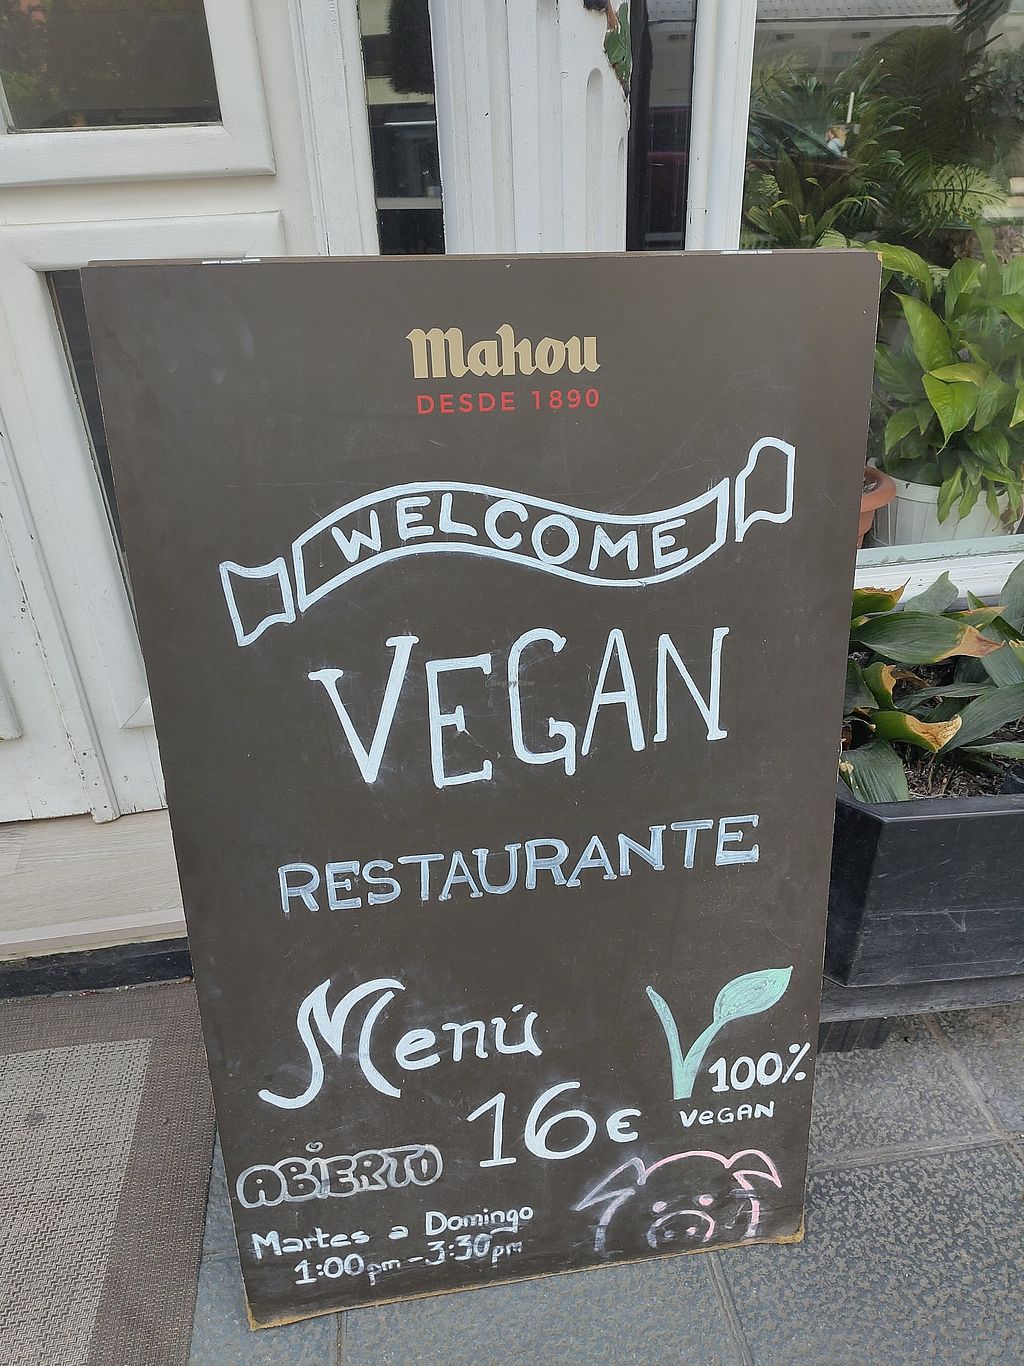 Mahou
DESDE 1890
WELCOME
VEGAN
RESTAURANTE
Menú
16€
100%
VEGAN
ABIERTO
Martes a Domingo
1:00pm-3:30pm